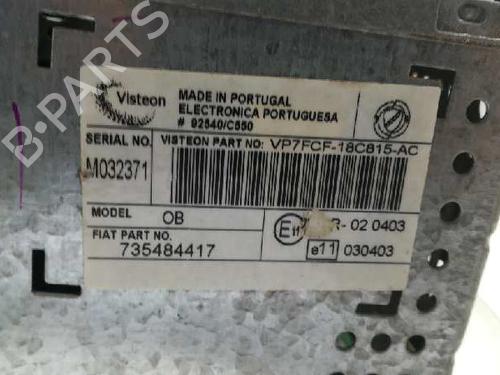 B-PARTS
Visteon
MADE IN PORTUGAL
ELECTRONICA PORTUGUESA
# 92540/C550
SERIAL NO.
M032371
VISTEON PART NO: VP7FCF-18C815-AC
MODEL OB
FIAT PART NO.
735484417
E11 R- 02 0403
e11 030403